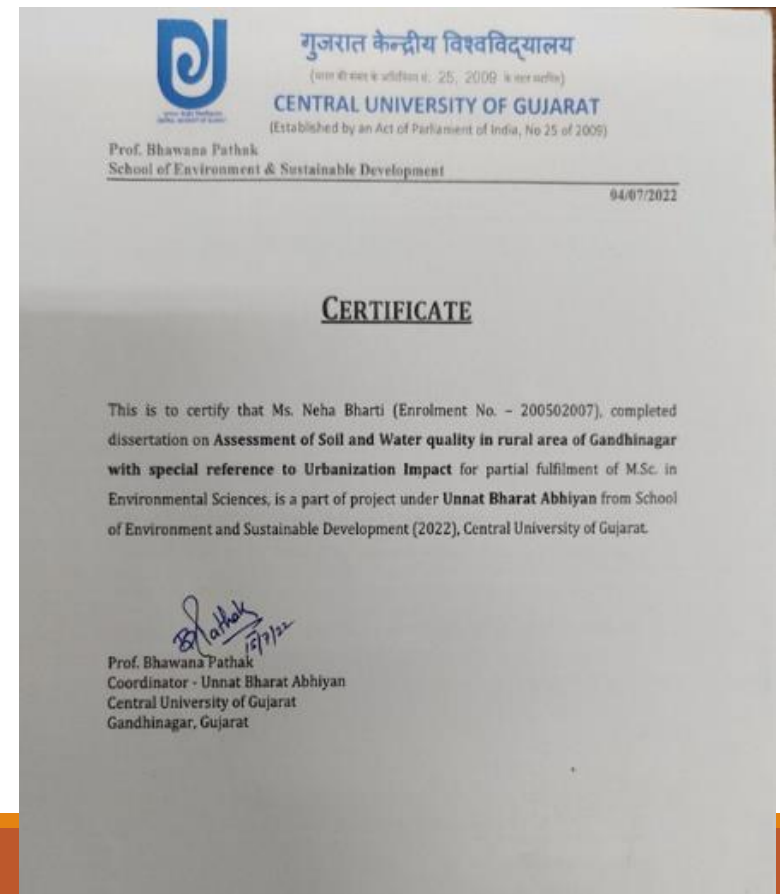 गुजरात केन्द्रीय विश्वविद्यालय
25, 2009
CENTRAL UNIVERSITY OF GUJARAT
(Established by an Act of Parliament of India, No 25 of 2009)
Prof. Bhawana Pathak
School of Environment & Sustainable Development
04/07/2022
CERTIFICATE
This is to certify that Ms. Neha Bharti (Enrolment No. – 200502007), completed
dissertation on Assessment of Soil and Water quality in rural area of Gandhinagar
with special reference to Urbanization Impact for partial fulfilment of M.Sc. in
Environmental Sciences, is a part of project under Unnat Bharat Abhiyan from School
of Environment and Sustainable Development (2022), Central University of Gujarat.
BPathak
15/7/22
Prof. Bhawana Pathak
Coordinator - Unnat Bharat Abhiyan
Central University of Gujarat
Gandhinagar, Gujarat